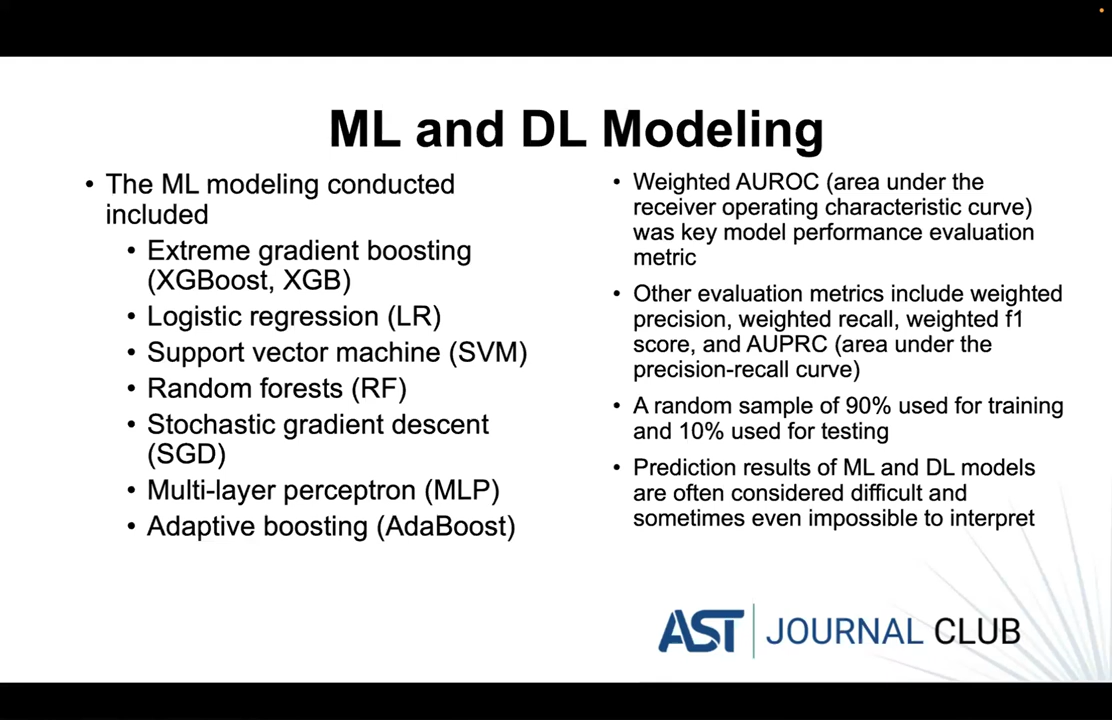 ML and DL Modeling
• The ML modeling conducted
included
• Extreme gradient boosting
(XGBoost, XGB)
• Logistic regression (LR)
• Support vector machine (SVM)
• Random forests (RF)
• Stochastic gradient descent
(SGD)
• Multi-layer perceptron (MLP)
• Adaptive boosting (AdaBoost)
• Weighted AUROC (area under the
receiver operating characteristic curve)
was key model performance evaluation
metric
• Other evaluation metrics include weighted
precision, weighted recall, weighted f1
score, and AUPRC (area under the
precision-recall curve)
• A random sample of 90% used for training
and 10% used for testing
• Prediction results of ML and DL models
are often considered difficult and
sometimes even impossible to interpret
AST JOURNAL CLUB